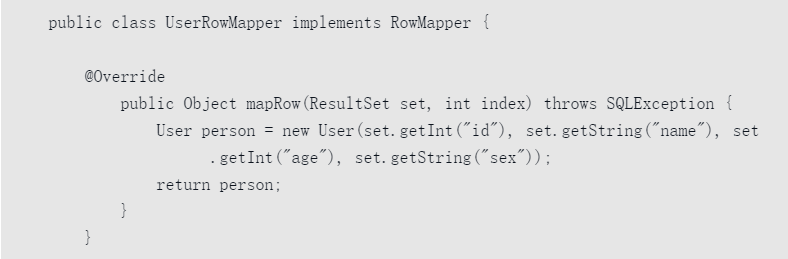 public class UserRowMapper implements RowMapper {
@Override
public Object mapRow(ResultSet set, int index) throws SQLException {
User person = new User(set.getInt("id"), set.getString("name"), set
.getInt("age"), set.getString("sex"));
return person;
}
}